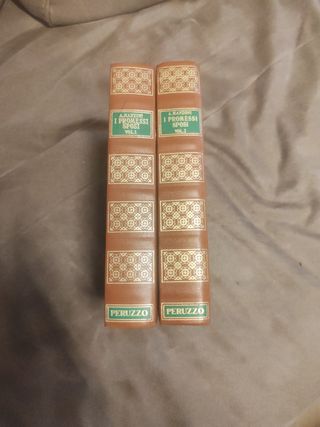 A. MANZONI
I PROMESSI
SPOSI
VOL. 1
PERUZZO
A. MANZONI
I PROMESSI
SPOSI
VOL. 2
PERUZZO